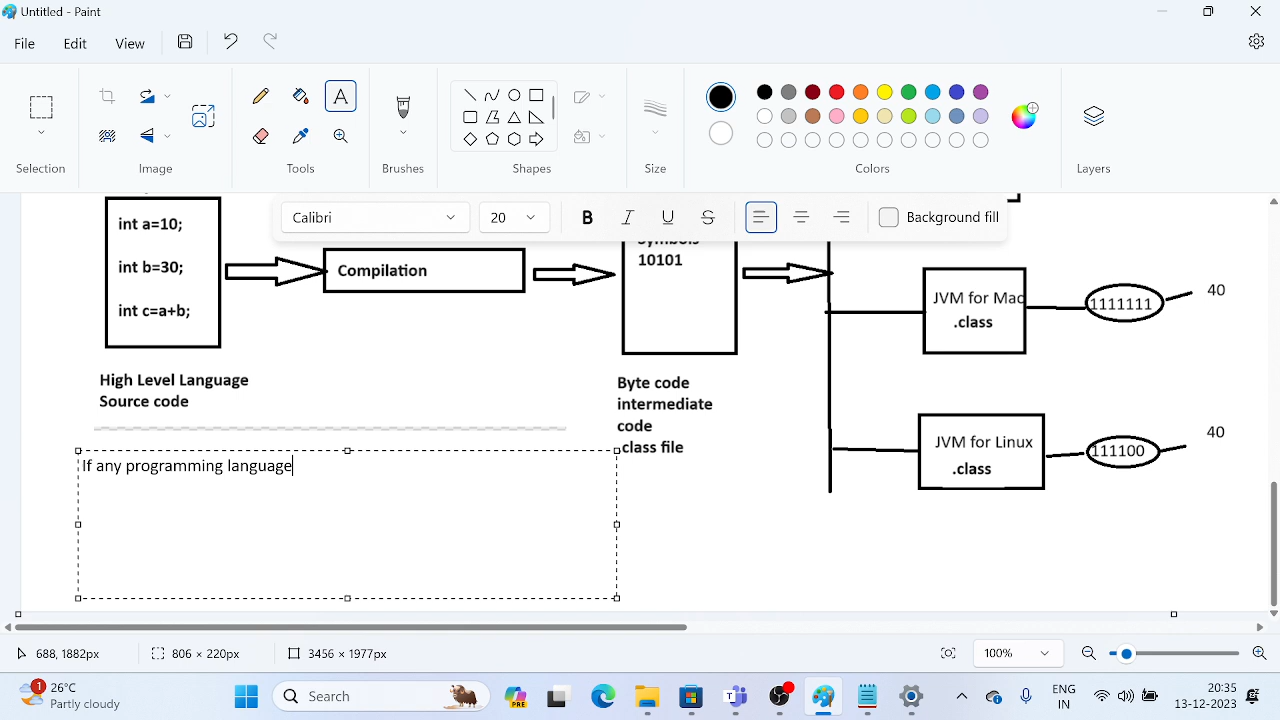 Untitled - Paint
File
Edit
View
Selection
Image
Tools
Brushes
Shapes
Size
Colors
Layers
Calibri
20
B
I
U
S
Background fill
int a=10;
int b=30;
int c=a+b;
Compilation
Symbols
10101
JVM for Mac
.class
1111111
40
High Level Language
Source code
Byte code
intermediate
code
.class file
JVM for Linux
.class
111100
40
If any programming language
688, 1882px
806 × 220px
3456 × 1977px
100%
1
26°C
Partly cloudy
Search
ENG
IN
20:35
13-12-2023